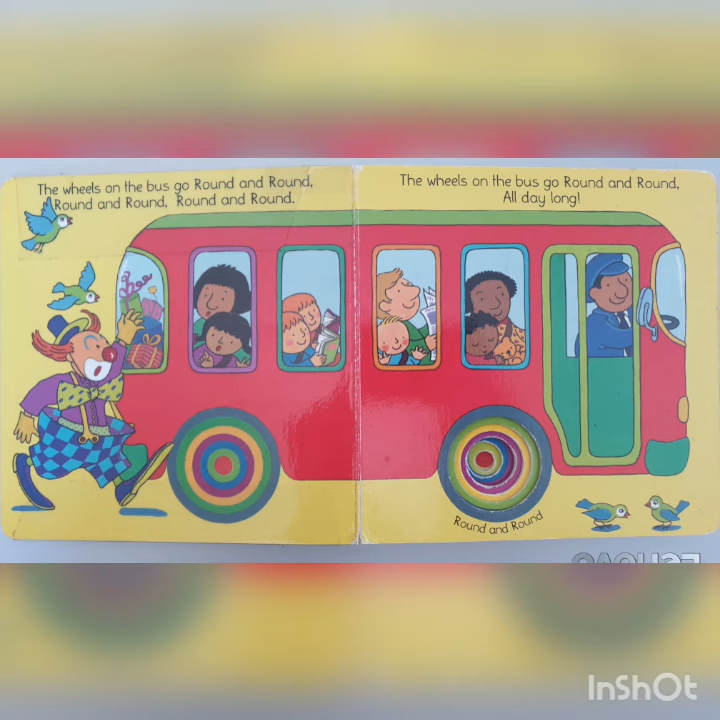 The wheels on the bus go Round and Round,
Round and Round, Round and Round.
The wheels on the bus go Round and Round,
All day long!
Round and Round
InShOt